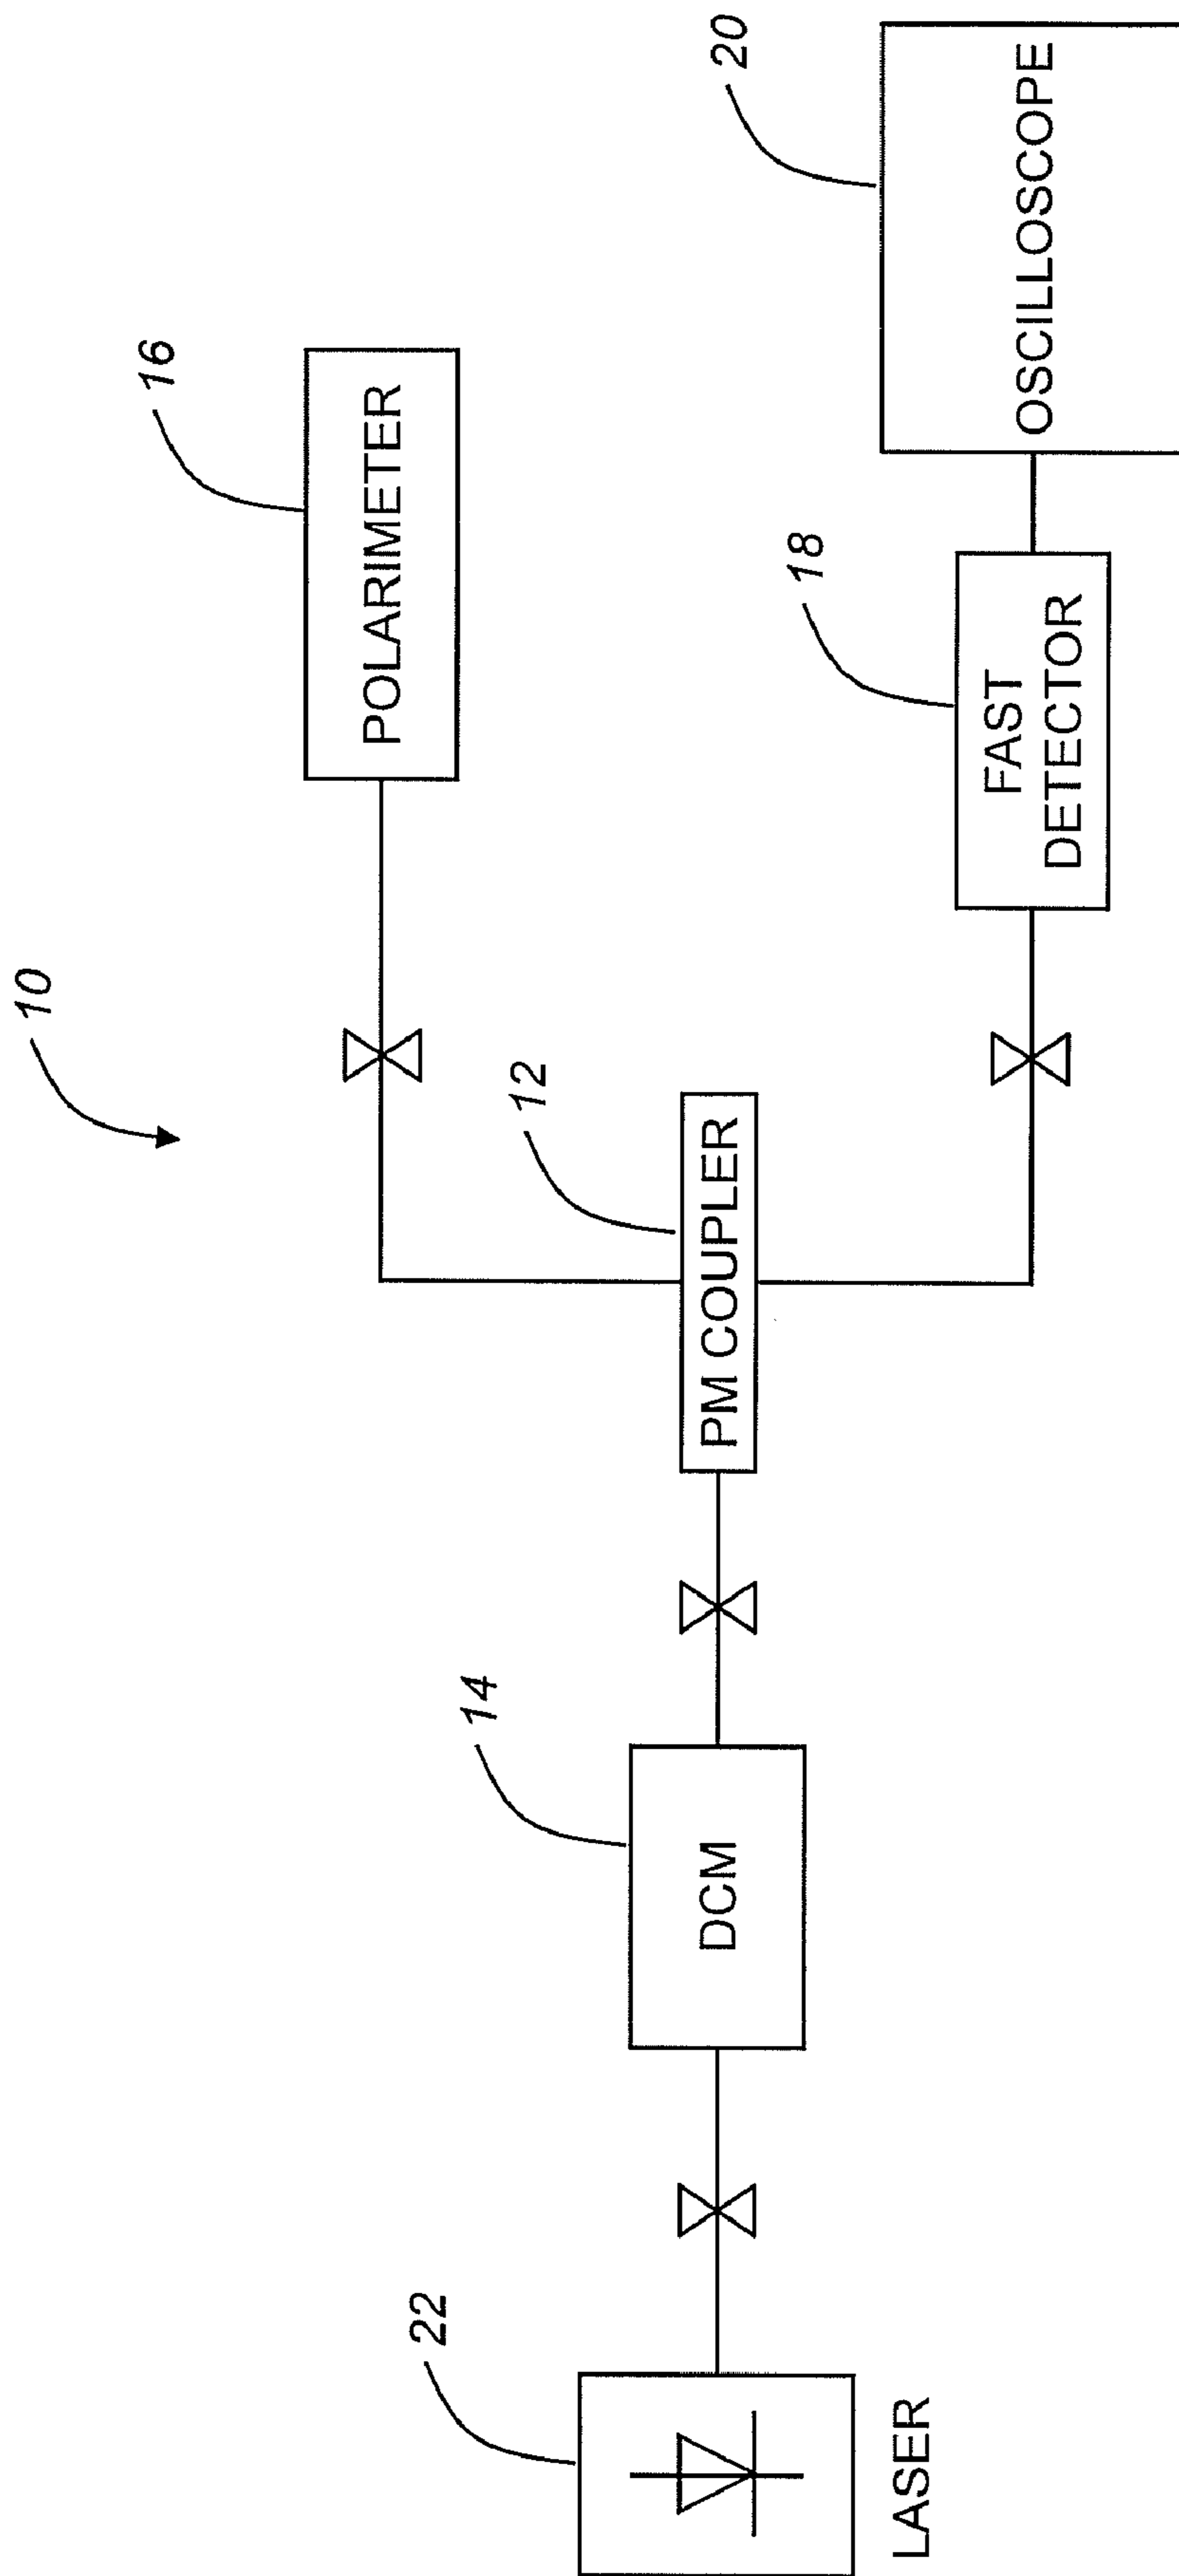 10
16
POLARIMETER
20
OSCILLOSCOPE
18
FAST
DETECTOR
12
PM COUPLER
14
DCM
22
LASER